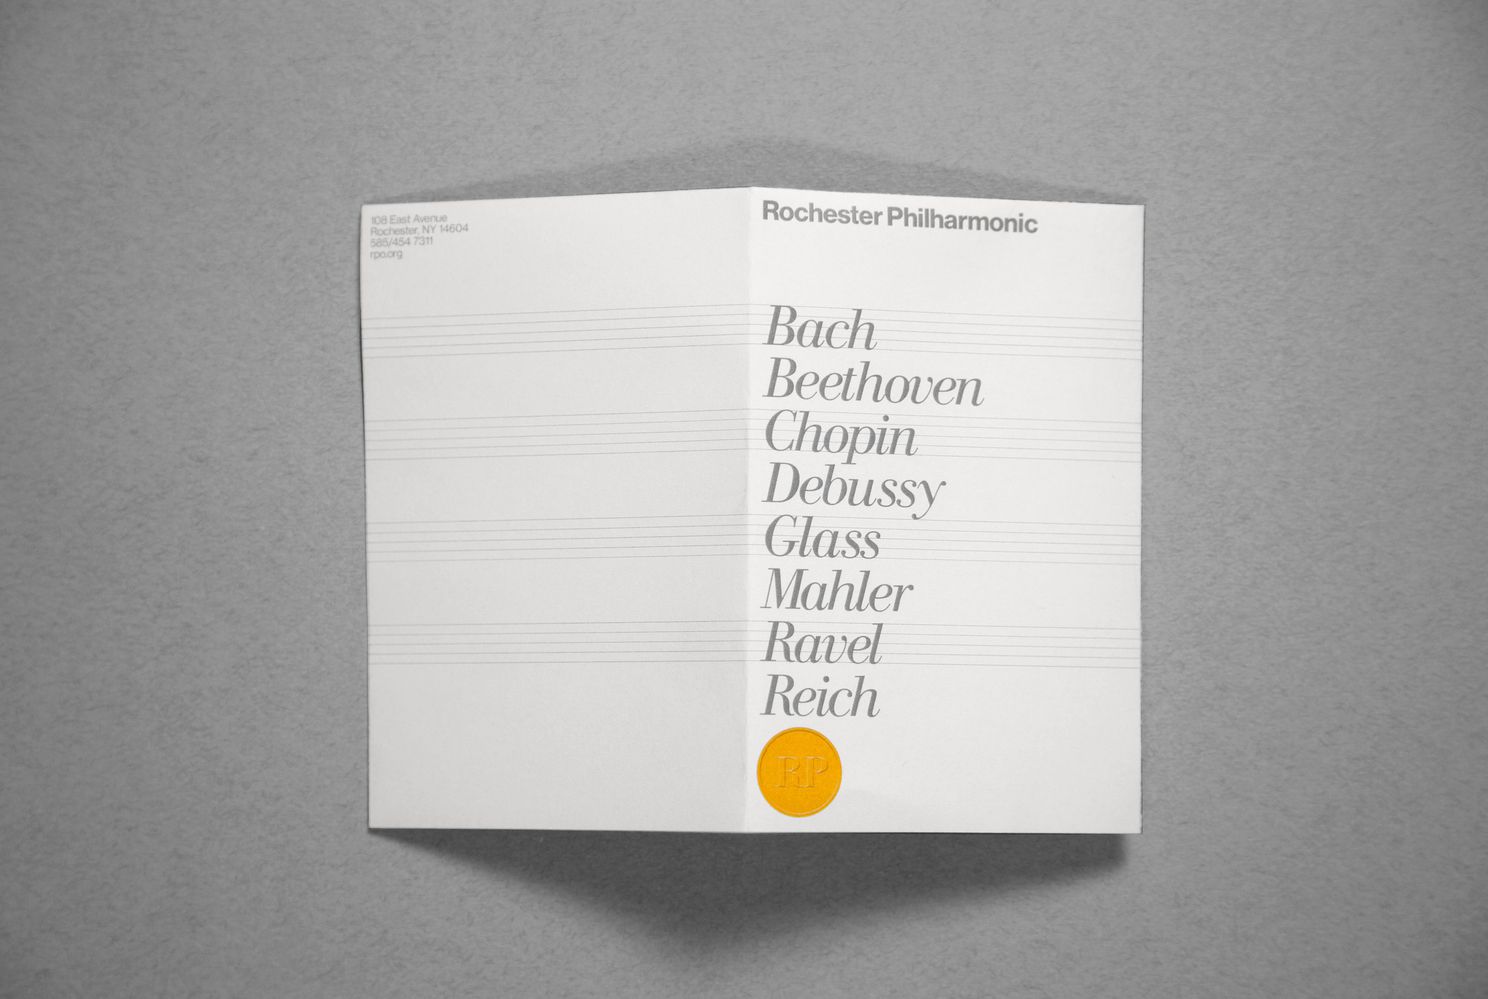 108 East Avenue
Rochester, NY 14604
585/454 7311
rpo.org
Rochester Philharmonic
Bach
Beethoven
Chopin
Debussy
Glass
Mahler
Ravel
Reich
RP